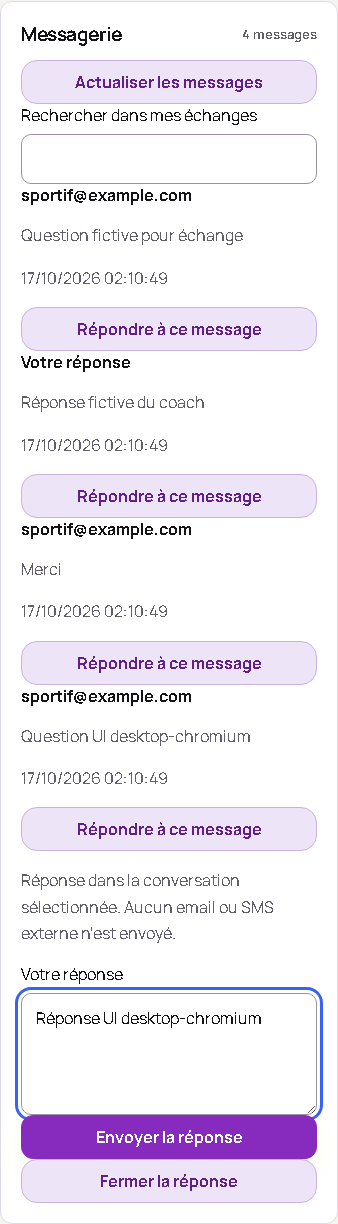 Messagerie
4 messages
Actualiser les messages
Rechercher dans mes échanges
sportif@example.com
Question fictive pour échange
17/10/2026 02:10:49
Répondre à ce message
Votre réponse
Réponse fictive du coach
17/10/2026 02:10:49
Répondre à ce message
sportif@example.com
Merci
17/10/2026 02:10:49
Répondre à ce message
sportif@example.com
Question UI desktop-chromium
17/10/2026 02:10:49
Répondre à ce message
Réponse dans la conversation
sélectionnée. Aucun email ou SMS
externe n'est envoyé.
Votre réponse
Réponse UI desktop-chromium
Envoyer la réponse
Fermer la réponse